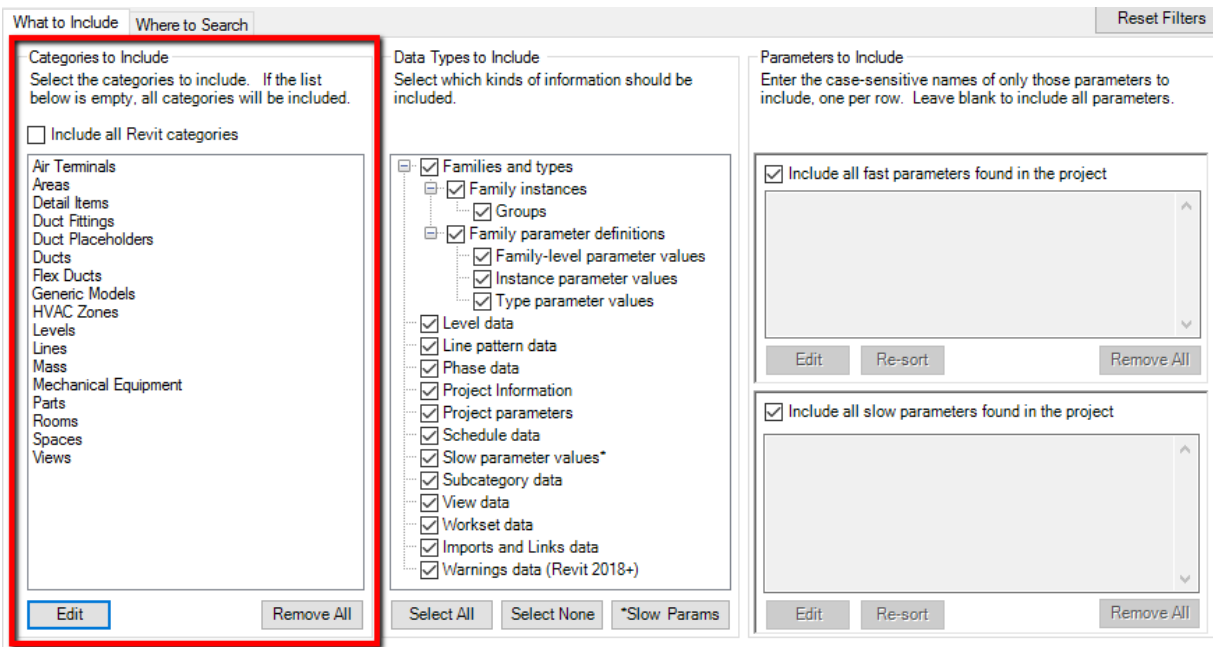 What to Include
Where to Search
Reset Filters
Categories to Include
Select the categories to include. If the list
below is empty, all categories will be included.
Include all Revit categories
Air Terminals
Areas
Detail Items
Duct Fittings
Duct Placeholders
Ducts
Flex Ducts
Generic Models
HVAC Zones
Levels
Lines
Mass
Mechanical Equipment
Parts
Rooms
Spaces
Views
Edit
Remove All
Data Types to Include
Select which kinds of information should be
included.
Families and types
Family instances
Groups
Family parameter definitions
Family-level parameter values
Instance parameter values
Type parameter values
Level data
Line pattern data
Phase data
Project Information
Project parameters
Schedule data
Slow parameter values*
Subcategory data
View data
Workset data
Imports and Links data
Warnings data (Revit 2018+)
Select All
Select None
*Slow Params
Parameters to Include
Enter the case-sensitive names of only those parameters to
include, one per row. Leave blank to include all parameters.
Include all fast parameters found in the project
Edit
Re-sort
Remove All
Include all slow parameters found in the project
Edit
Re-sort
Remove All